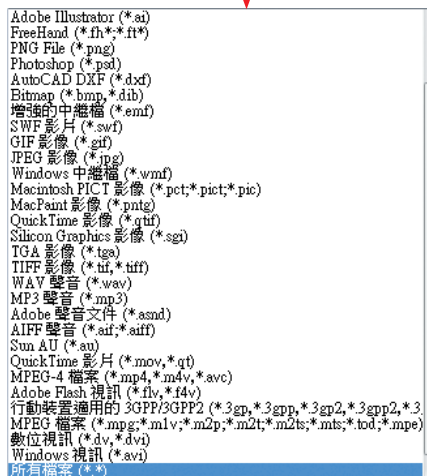 Adobe Illustrator (*.ai)
FreeHand (*.fh*;*.ft*)
PNG File (*.png)
Photoshop (*.psd)
AutoCAD DXF (*.dxf)
Bitmap (*.bmp,*.dib)
增強的中繼檔 (*.emf)
SWF 影片 (*.swf)
GIF 影像 (*.gif)
JPEG 影像 (*.jpg)
Windows 中繼檔 (*.wmf)
Macintosh PICT 影像 (*.pct;*.pict;*.pic)
MacPaint 影像 (*.pntg)
QuickTime 影像 (*.qtif)
Silicon Graphics 影像 (*.sgi)
TGA 影像 (*.tga)
TIFF 影像 (*.tif,*.tiff)
WAV 聲音 (*.wav)
MP3 聲音 (*.mp3)
Adobe 聲音文件 (*.asnd)
AIFF 聲音 (*.aif;*.aiff)
Sun AU (*.au)
QuickTime 影片 (*.mov,*.qt)
MPEG-4 檔案 (*.mp4,*.m4v,*.avc)
Adobe Flash 視訊 (*.flv,*.f4v)
行動裝置適用的 3GPP/3GPP2 (*.3gp,*.3gpp,*.3gp2,*.3gpp2,*.3
MPEG 檔案 (*.mpg;*.m1v;*.m2p;*.m2t;*.m2ts;*.mts;*.tod;*.mpe)
數位視訊 (*.dv,*.dvi)
Windows 視訊 (*.avi)
所有檔案 (*.*)